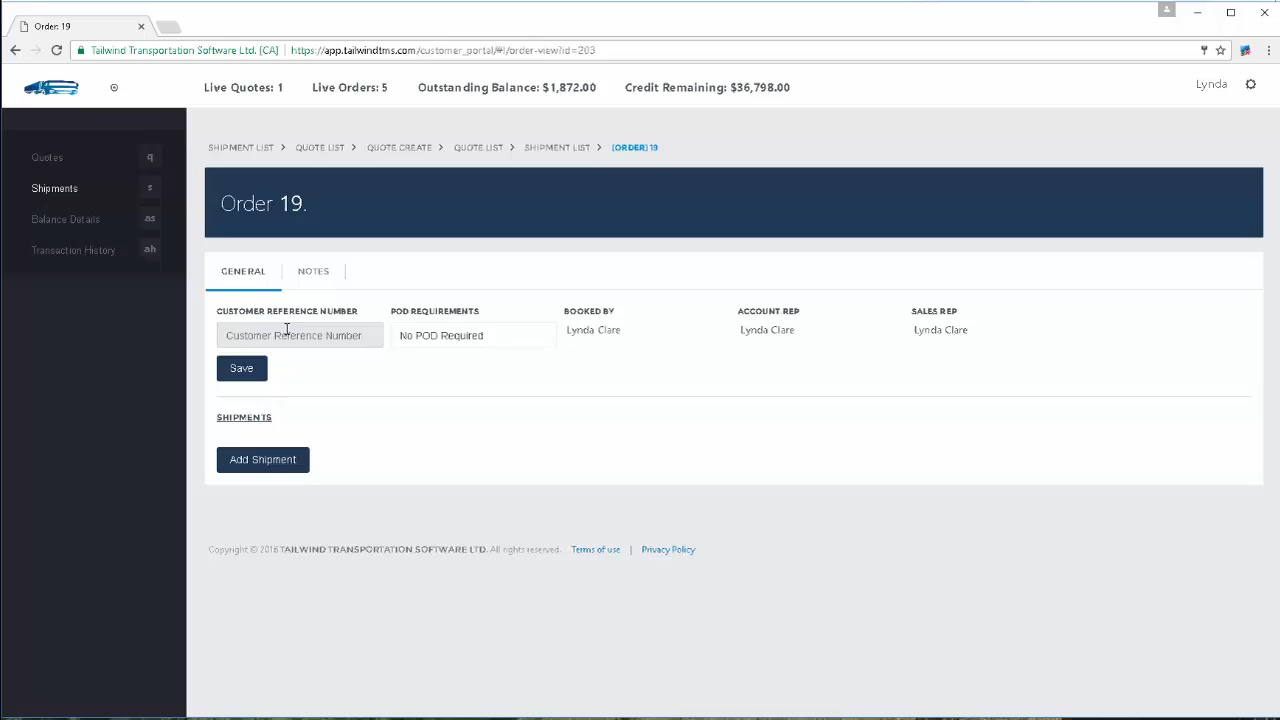 Order: 19
Tailwind Transportation Software Ltd. [CA] | https://app.tailwindtms.com/customer_portal/#!/order-view?id=203
Live Quotes: 1 Live Orders: 5 Outstanding Balance: $1,872.00 Credit Remaining: $36,798.00 Lynda
Quotes q
Shipments s
Balance Details as
Transaction History ah
SHIPMENT LIST > QUOTE LIST > QUOTE CREATE > QUOTE LIST > SHIPMENT LIST > [ORDER] 19
Order 19.
GENERAL NOTES
CUSTOMER REFERENCE NUMBER POD REQUIREMENTS BOOKED BY ACCOUNT REP SALES REP
Customer Reference Number No POD Required Lynda Clare Lynda Clare Lynda Clare
Save
SHIPMENTS
Add Shipment
Copyright © 2016 TAILWIND TRANSPORTATION SOFTWARE LTD. All rights reserved. Terms of use | Privacy Policy